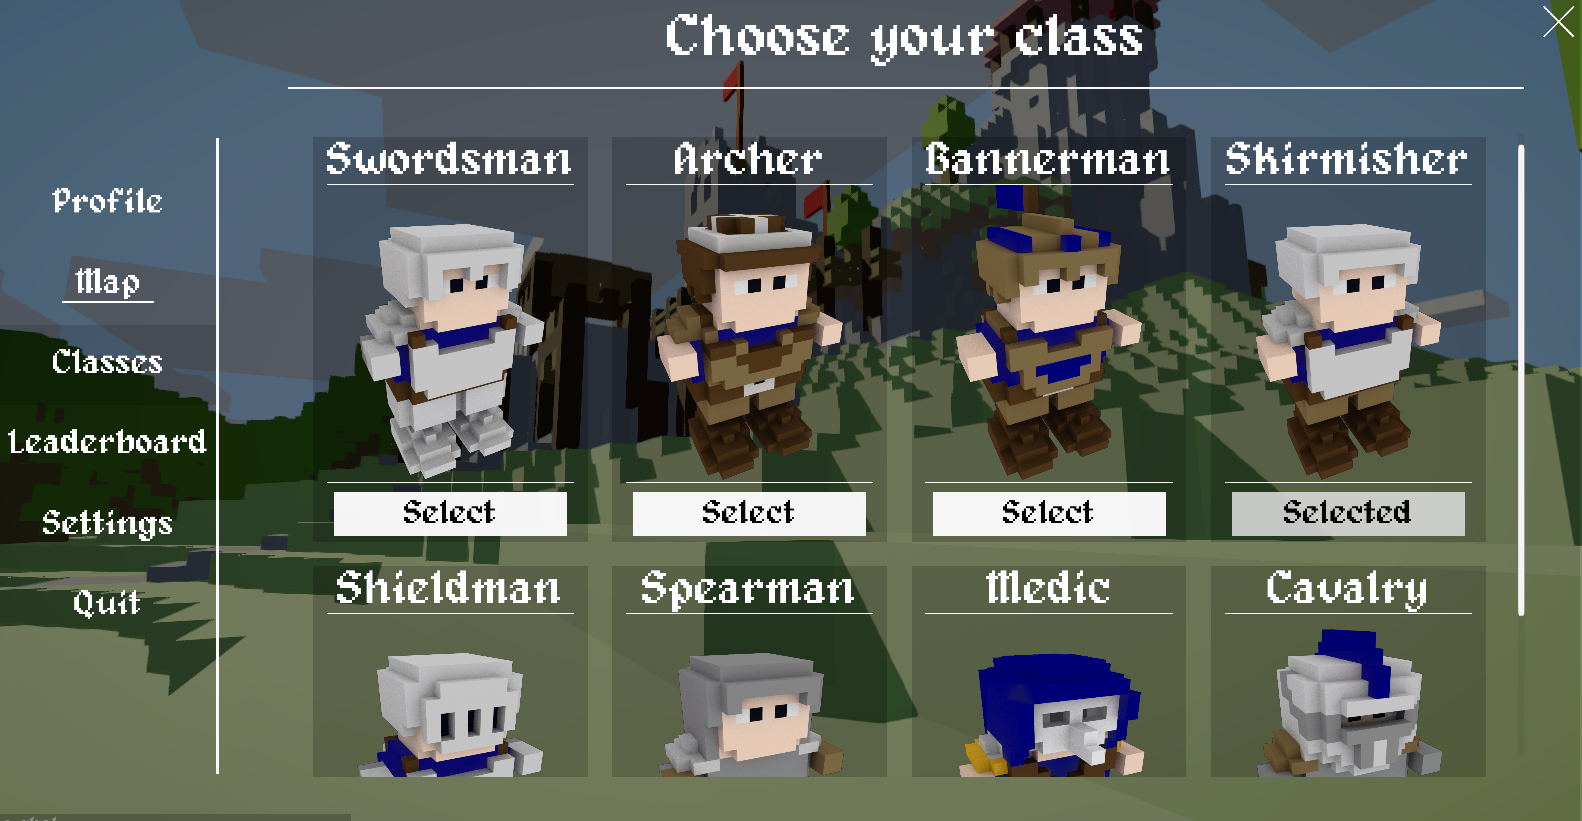 Choose your class
Profile
Map
Classes
Leaderboard
Settings
Quit
Swordsman
Archer
Bannerman
Skirmisher
Select
Select
Select
Selected
Shieldman
Spearman
Medic
Cavalry